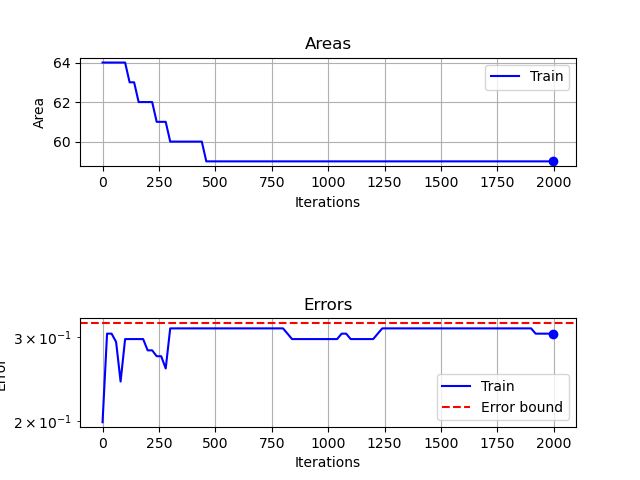 Areas
Area
64
62
60
Train
0 250 500 750 1000 1250 1500 1750 2000
Iterations
Errors
Error
3 × 10⁻¹
2 × 10⁻¹
Train
Error bound
0 250 500 750 1000 1250 1500 1750 2000
Iterations